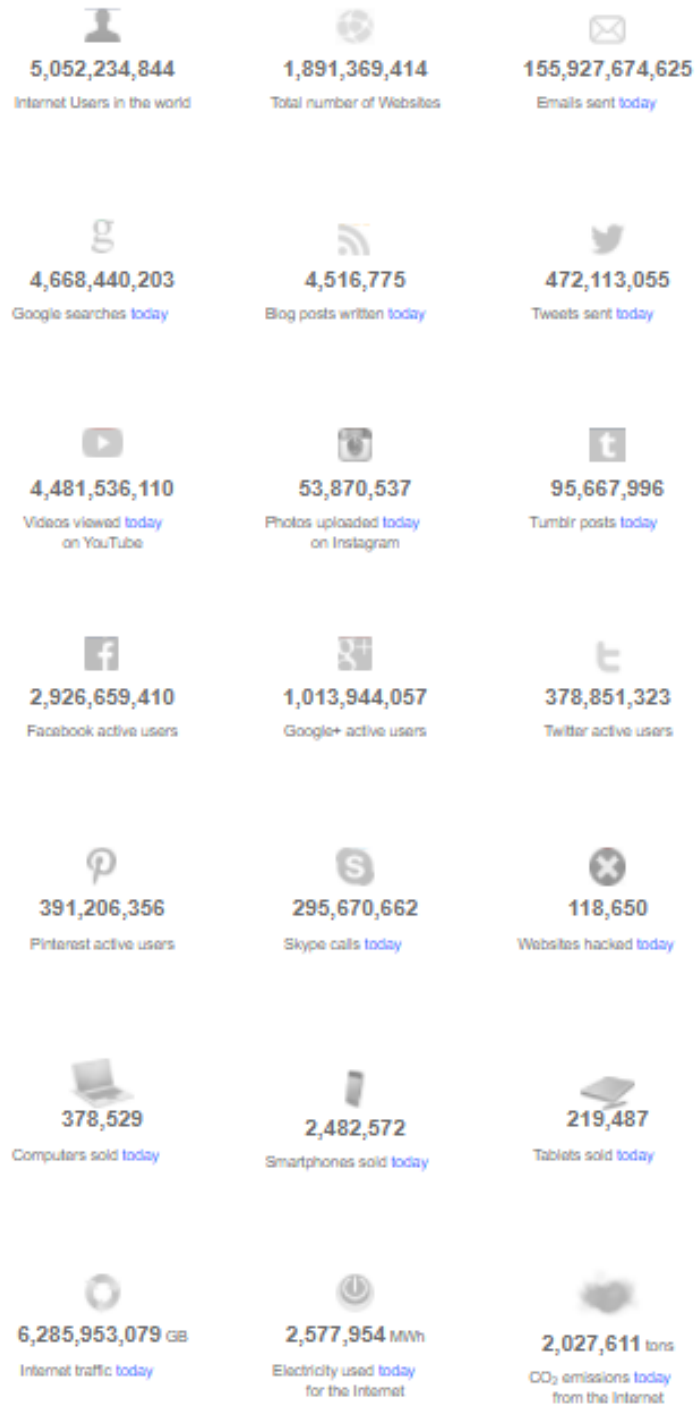 5,052,234,844
Internet Users in the world
1,891,369,414
Total number of Websites
155,927,674,625
Emails sent today
g
4,668,440,203
Google searches today
4,516,775
Blog posts written today
472,113,055
Tweets sent today
4,481,536,110
Videos viewed today
on YouTube
53,870,537
Photos uploaded today
on Instagram
t
95,667,996
Tumblr posts today
f
2,926,659,410
Facebook active users
g+
1,013,944,057
Google+ active users
t
378,851,323
Twitter active users
P
391,206,356
Pinterest active users
S
295,670,662
Skype calls today
118,650
Websites hacked today
378,529
Computers sold today
2,482,572
Smartphones sold today
219,487
Tablets sold today
6,285,953,079 GB
Internet traffic today
2,577,954 MWh
Electricity used today
for the Internet
2,027,611 tons
CO₂ emissions today
from the Internet